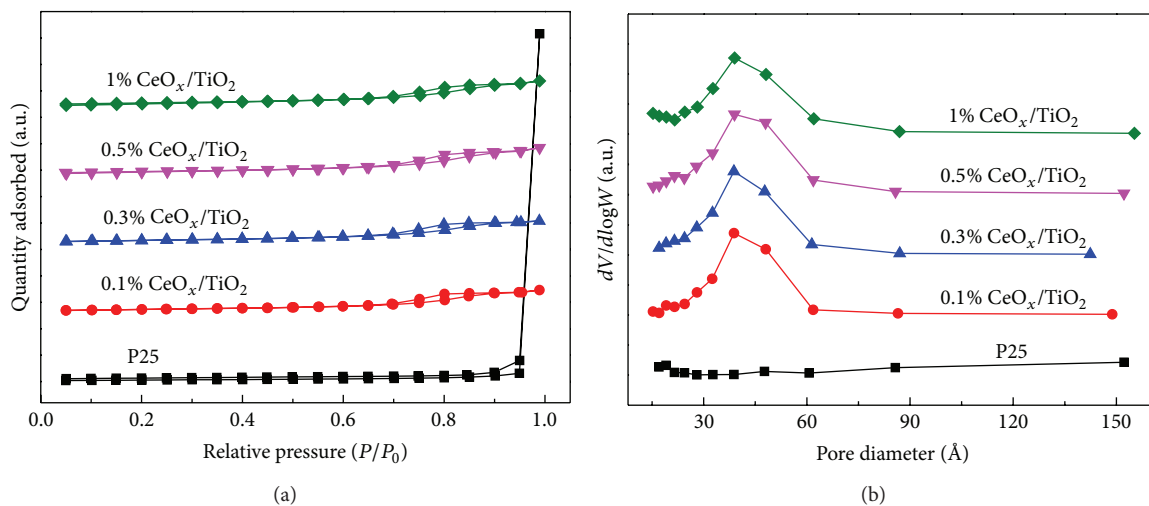 1% CeOₓ/TiO₂
0.5% CeOₓ/TiO₂
0.3% CeOₓ/TiO₂
0.1% CeOₓ/TiO₂
P25
Quantity adsorbed (a.u.)
0.0 0.2 0.4 0.6 0.8 1.0
Relative pressure (P/P₀)
(a)
1% CeOₓ/TiO₂
0.5% CeOₓ/TiO₂
0.3% CeOₓ/TiO₂
0.1% CeOₓ/TiO₂
P25
dV/dlogW (a.u.)
30 60 90 120 150
Pore diameter (Å)
(b)